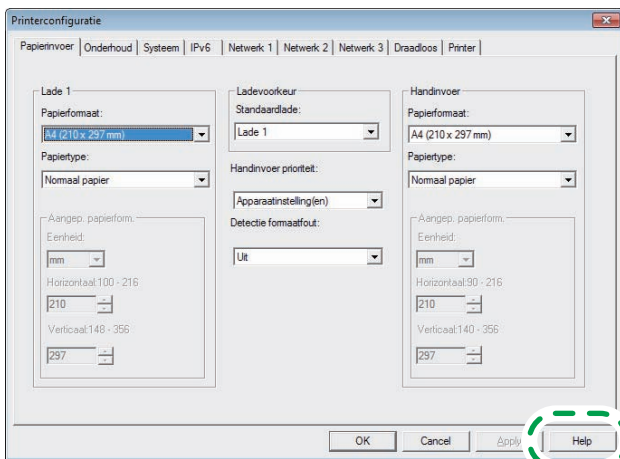 Printerconfiguratie
Papierinvoer Onderhoud Systeem IPv6 Netwerk 1 Netwerk 2 Netwerk 3 Draadloos Printer
Lade 1
Papierformaat:
A4 (210 x 297 mm)
Papiertype:
Normaal papier
Aangep. papierform.
Eenheid:
mm
Horizontaal:100 - 216
210
Verticaal:148 - 356
297
Ladevoorkeur
Standaardlade:
Lade 1
Handinvoer prioriteit:
Apparaatinstelling(en)
Detectie formaatfout:
Uit
Handinvoer
Papierformaat:
A4 (210 x 297 mm)
Papiertype:
Normaal papier
Aangep. papierform.
Eenheid:
mm
Horizontaal:90 - 216
210
Verticaal:140 - 356
297
OK Cancel Apply Help